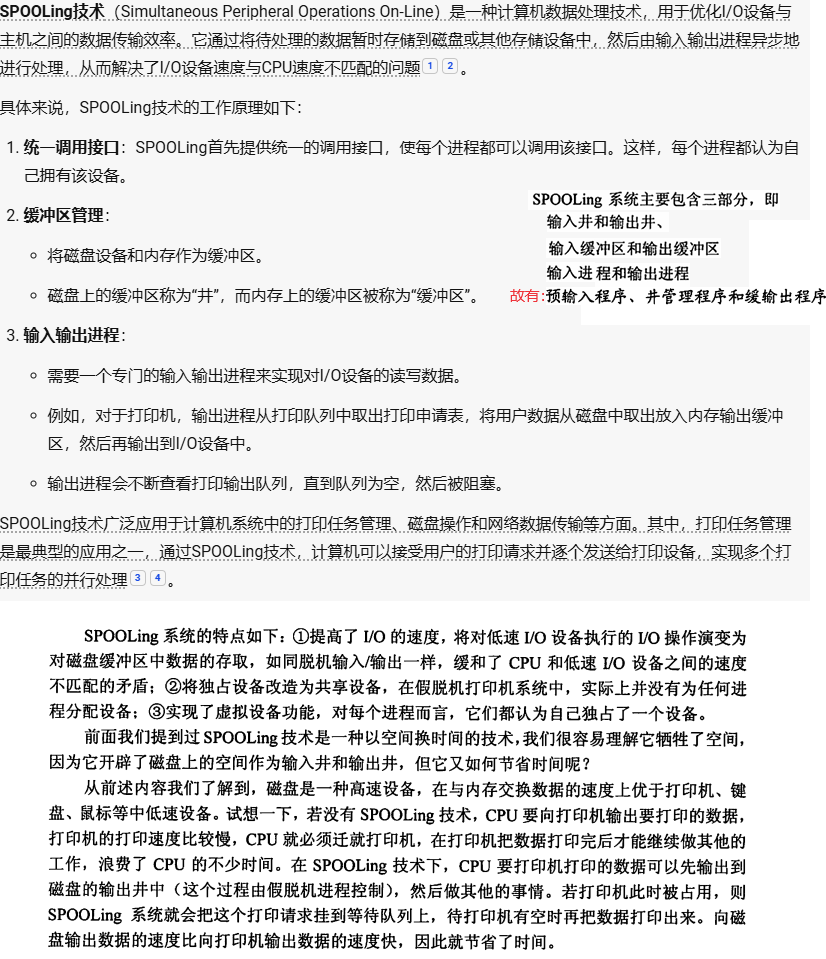 SPOOLing技术（Simultaneous Peripheral Operations On-Line）是一种计算机数据处理技术，用于优化I/O设备与
主机之间的数据传输效率。它通过将待处理的数据暂时存储到磁盘或其他存储设备中，然后由输入输出进程异步地
进行处理，从而解决了I/O设备速度与CPU速度不匹配的问题 1 2 。
具体来说，SPOOLing技术的工作原理如下：
1. 统一调用接口：SPOOLing首先提供统一的调用接口，使每个进程都可以调用该接口。这样，每个进程都认为自
己拥有该设备。
2. 缓冲区管理：
SPOOLing 系统主要包含三部分，即
输入井和输出井、
输入缓冲区和输出缓冲区
输入进程和输出进程
故有:预输入程序、井管理程序和缓输出程序
○ 将磁盘设备和内存作为缓冲区。
○ 磁盘上的缓冲区称为“井”，而内存上的缓冲区被称为“缓冲区”。
3. 输入输出进程：
○ 需要一个专门的输入输出进程来实现对I/O设备的读写数据。
○ 例如，对于打印机，输出进程从打印队列中取出打印申请表，将用户数据从磁盘中取出放入内存输出缓冲
区，然后再输出到I/O设备中。
○ 输出进程会不断查看打印输出队列，直到队列为空，然后被阻塞。
SPOOLing技术广泛应用于计算机系统中的打印任务管理、磁盘操作和网络数据传输等方面。其中，打印任务管理
是最典型的应用之一，通过SPOOLing技术，计算机可以接受用户的打印请求并逐个发送给打印设备，实现多个打
印任务的并行处理 3 4 。
SPOOLing 系统的特点如下：①提高了 I/O 的速度，将对低速 I/O 设备执行的 I/O 操作演变为
对磁盘缓冲区中数据的存取，如同脱机输入/输出一样，缓和了 CPU 和低速 I/O 设备之间的速度
不匹配的矛盾；②将独占设备改造为共享设备，在假脱机打印机系统中，实际上并没有为任何进
程分配设备；③实现了虚拟设备功能，对每个进程而言，它们都认为自己独占了一个设备。
前面我们提到过 SPOOLing 技术是一种以空间换时间的技术，我们很容易理解它牺牲了空间，
因为它开辟了磁盘上的空间作为输入井和输出井，但它又如何节省时间呢？
从前述内容我们了解到，磁盘是一种高速设备，在与内存交换数据的速度上优于打印机、键
盘、鼠标等中低速设备。试想一下，若没有 SPOOLing 技术，CPU 要向打印机输出要打印的数据，
打印机的打印速度比较慢，CPU 就必须迁就打印机，在打印机把数据打印完后才能继续做其他的
工作，浪费了 CPU 的不少时间。在 SPOOLing 技术下，CPU 要打印机打印的数据可以先输出到
磁盘的输出井中（这个过程由假脱机进程控制），然后做其他的事情。若打印机此时被占用，则
SPOOLing 系统就会把这个打印请求挂到等待队列上，待打印机有空时再把数据打印出来。向磁
盘输出数据的速度比向打印机输出数据的速度快，因此就节省了时间。